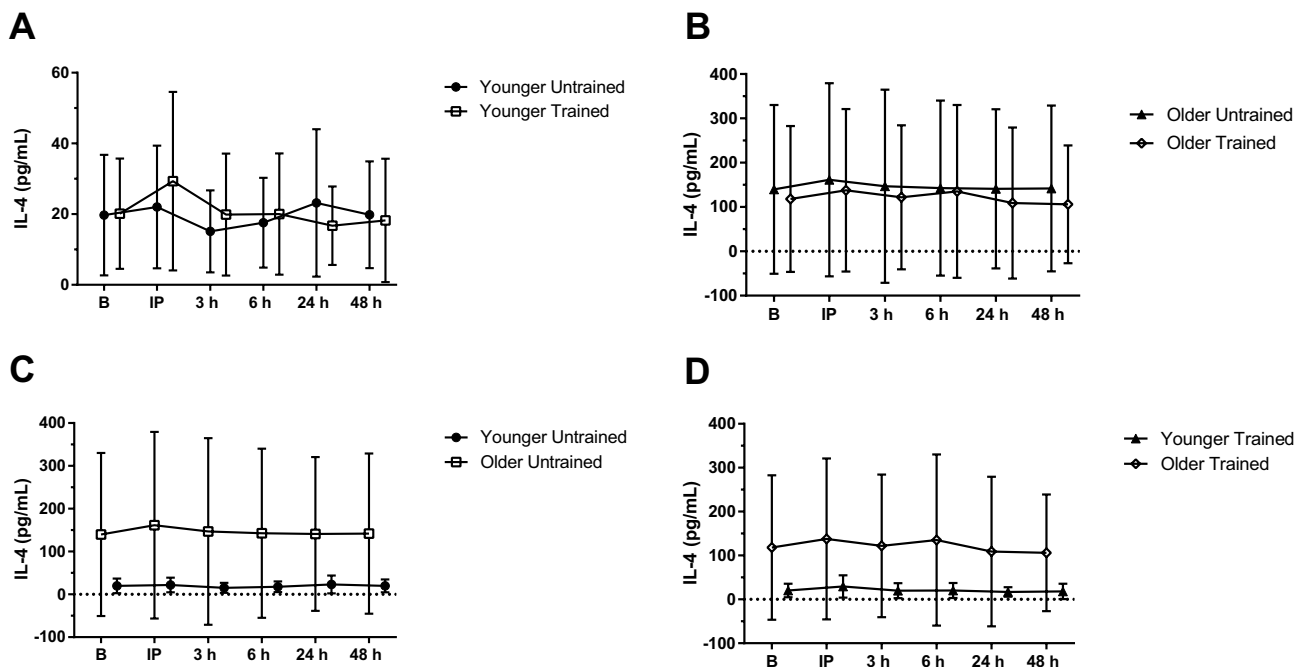 A
60
40
20
0
IL-4 (pg/mL)
B IP 3 h 6 h 24 h 48 h
Younger Untrained
Younger Trained
B
400
300
200
100
0
-100
IL-4 (pg/mL)
B IP 3 h 6 h 24 h 48 h
Older Untrained
Older Trained
C
400
300
200
100
0
-100
IL-4 (pg/mL)
B IP 3 h 6 h 24 h 48 h
Younger Untrained
Older Untrained
D
400
300
200
100
0
-100
IL-4 (pg/mL)
B IP 3 h 6 h 24 h 48 h
Younger Trained
Older Trained